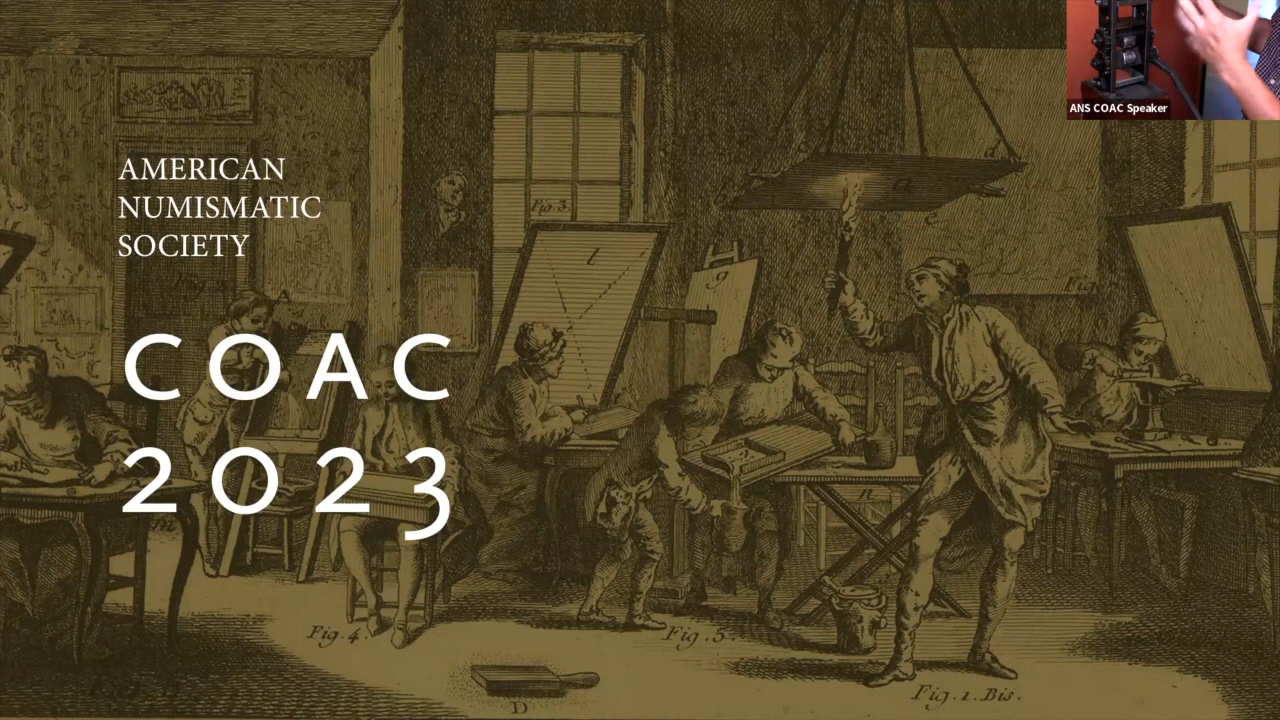 ANS COAC Speaker
AMERICAN
NUMISMATIC
SOCIETY
COAC
2023
Fig. 3.
l
g
c
n
Fig. 4.
Fig. 5.
Fig. 1. Bis.
D